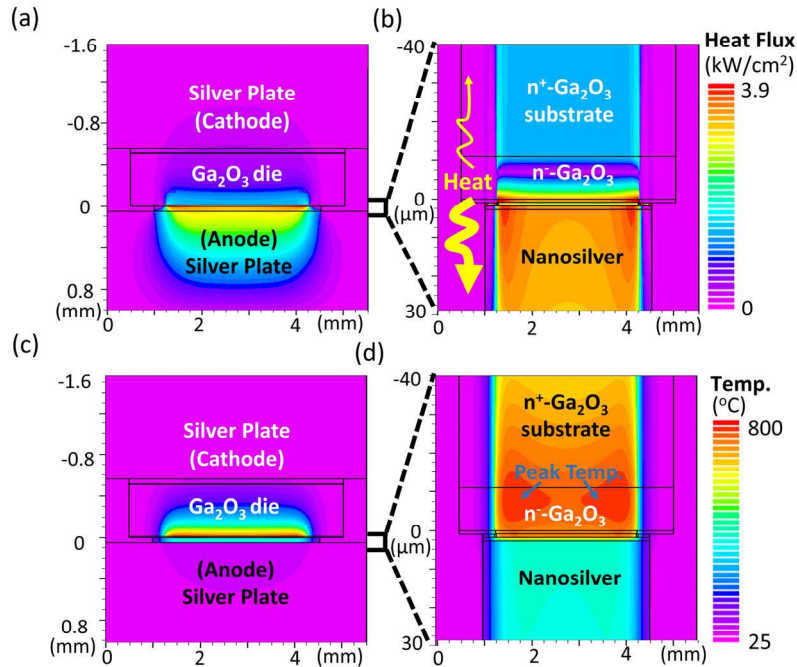 (a)
-1.6
-0.8
0
0.8
(mm)
0
2
4
(mm)
Silver Plate
(Cathode)
Ga₂O₃ die
(Anode)
Silver Plate
(b)
-40
0
(μm)
30
0
2
4
(mm)
n⁺-Ga₂O₃
substrate
n⁻-Ga₂O₃
Heat
Nanosilver
Heat Flux
(kW/cm²)
3.9
0
(c)
-1.6
-0.8
0
0.8
(mm)
0
2
4
(mm)
Silver Plate
(Cathode)
Ga₂O₃ die
(Anode)
Silver Plate
(d)
-40
0
(μm)
30
0
2
4
(mm)
n⁺-Ga₂O₃
substrate
Peak Temp
n⁻-Ga₂O₃
Nanosilver
Temp.
(°C)
800
25